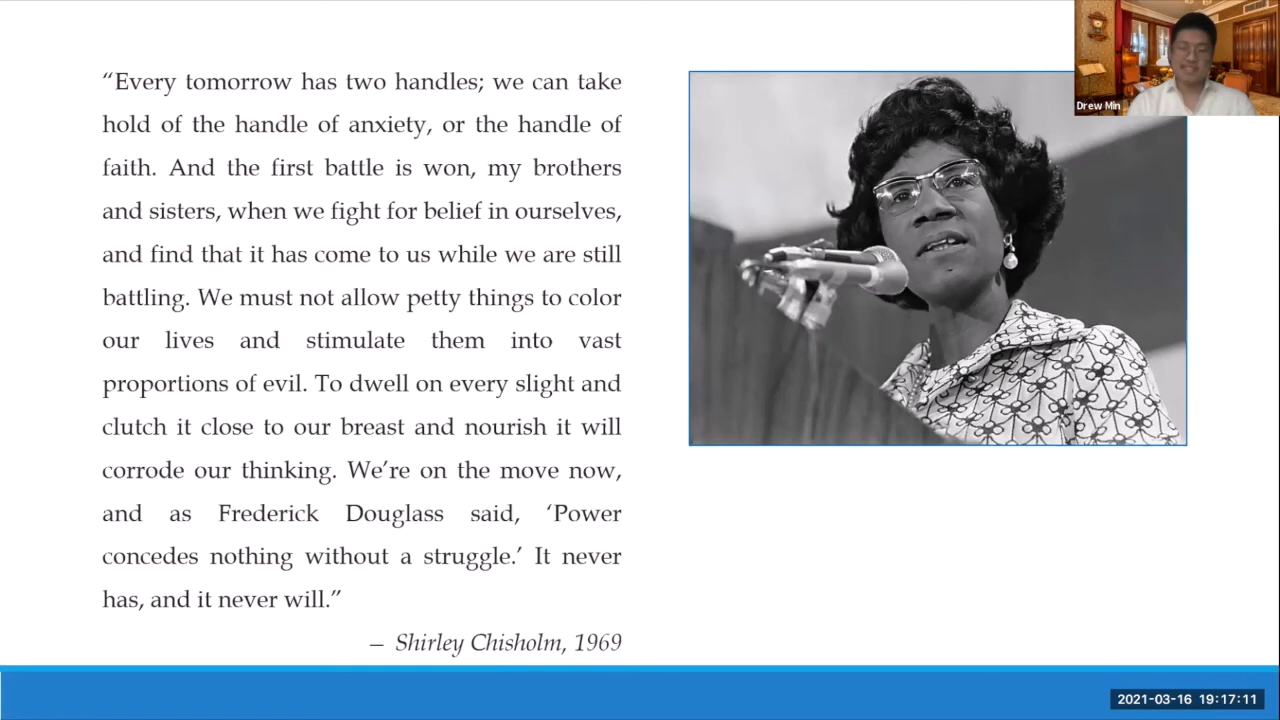 “Every tomorrow has two handles; we can take
hold of the handle of anxiety, or the handle of
faith. And the first battle is won, my brothers
and sisters, when we fight for belief in ourselves,
and find that it has come to us while we are still
battling. We must not allow petty things to color
our lives and stimulate them into vast
proportions of evil. To dwell on every slight and
clutch it close to our breast and nourish it will
corrode our thinking. We’re on the move now,
and as Frederick Douglass said, ‘Power
concedes nothing without a struggle.’ It never
has, and it never will.”
– Shirley Chisholm, 1969
Drew Min
2021-03-16 19:17:11